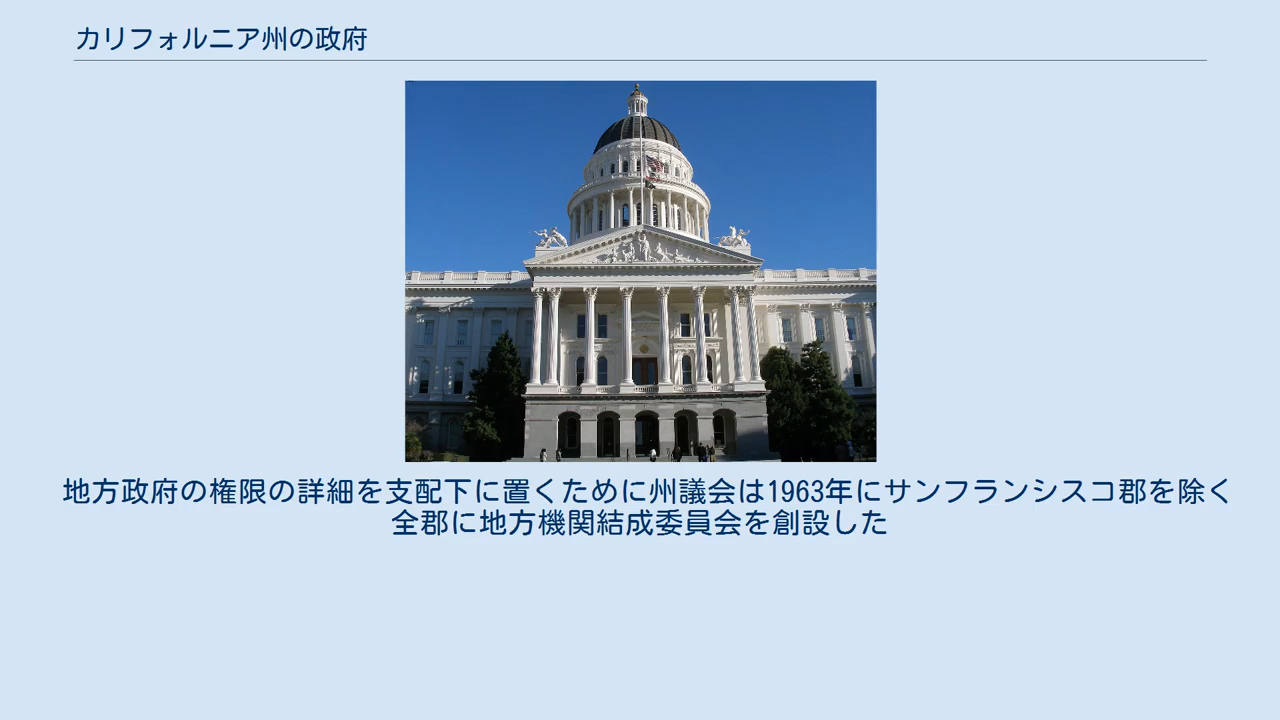 カリフォルニア州の政府
地方政府の権限の詳細を支配下に置くために州議会は1963年にサンフランシスコ郡を除く
全郡に地方機関結成委員会を創設した